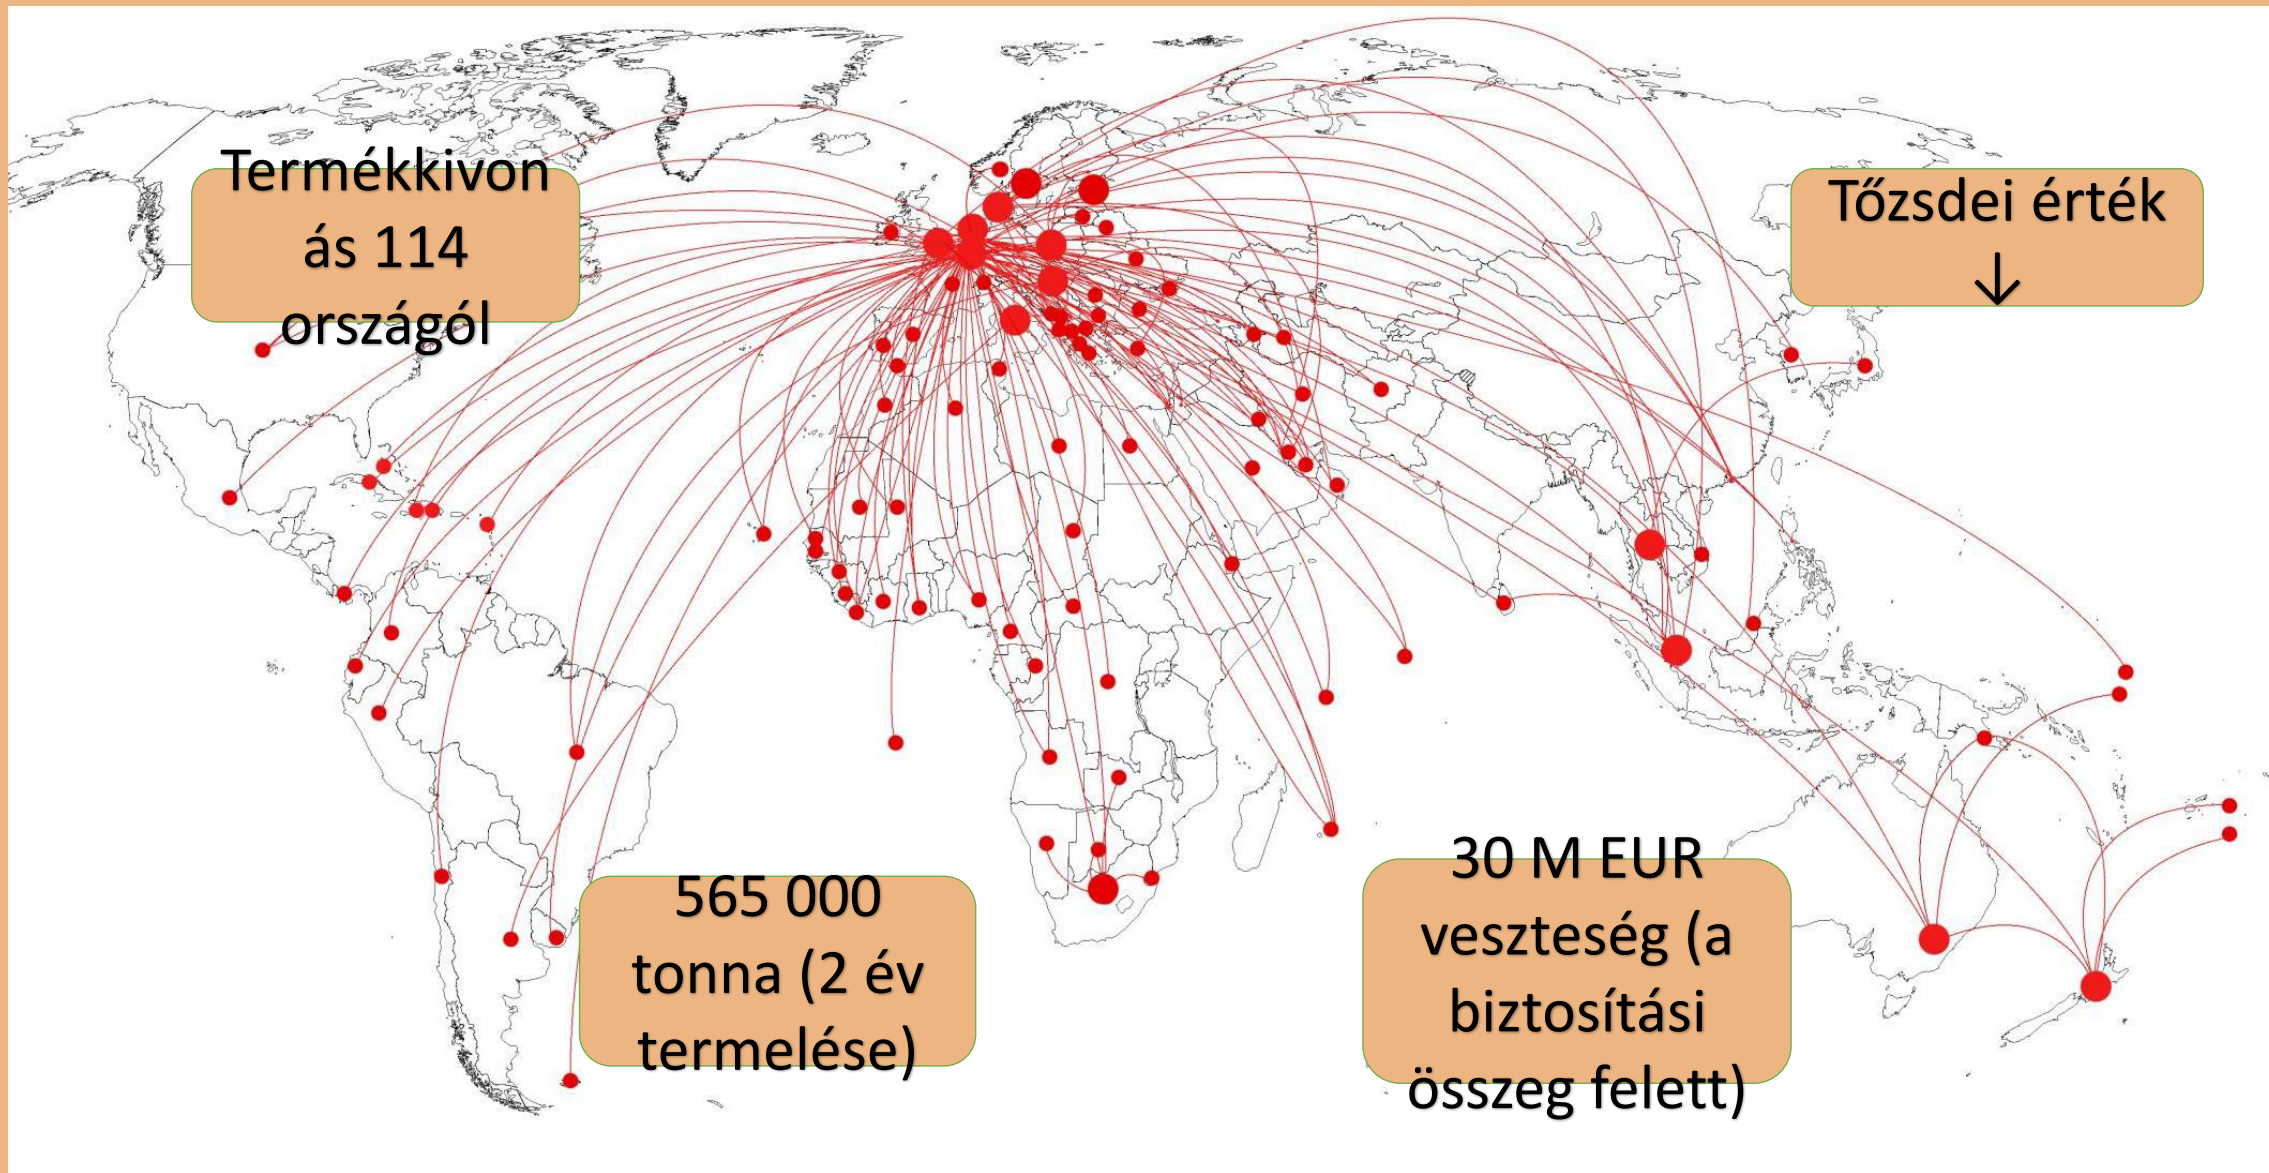 Termékkivon
ás 114
országól
Tőzsdei érték
↓
565 000
tonna (2 év
termelése)
30 M EUR
veszteség (a
biztosítási
összeg felett)